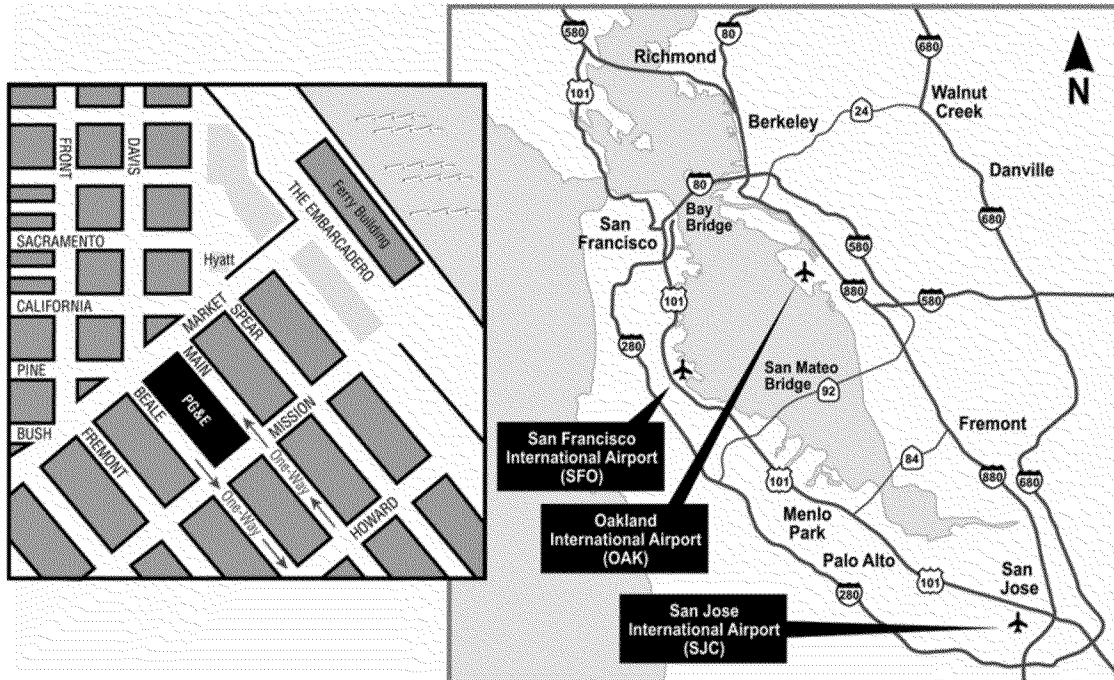 FRONT
DAVIS
SACRAMENTO
CALIFORNIA
PINE
BUSH
Hyatt
Ferry Building
THE EMBARCADERO
MARKET
SPEAR
MAIN
PG&E
BEALE
FREMONT
MISSION
One-Way
One-Way
HOWARD
580
80
680
Richmond
101
N
24
Walnut
Creek
Berkeley
Danville
80
Bay
Bridge
680
San
Francisco
580
880
580
101
280
San Mateo
Bridge
92
Fremont
San Francisco
International Airport
(SFO)
84
101
880
680
Oakland
International Airport
(OAK)
Menlo
Park
Palo Alto
San
Jose
101
280
San Jose
International Airport
(SJC)